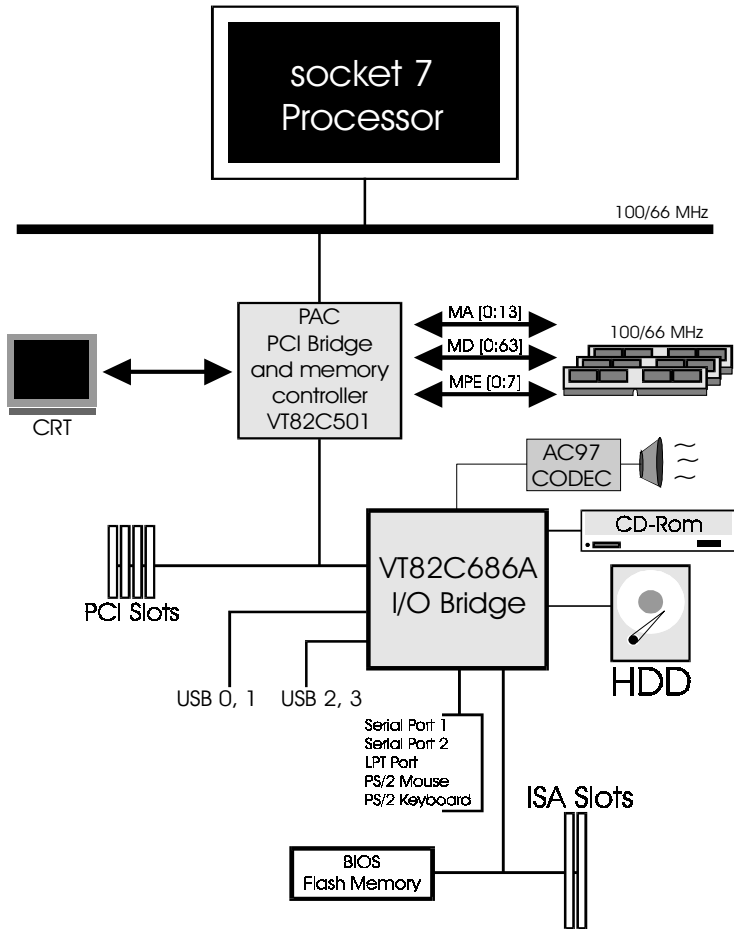 socket 7
Processor
100/66 MHz
PAC
PCI Bridge
and memory
controller
VT82C501
MA [0:13]
MD [0:63]
MPE [0:7]
100/66 MHz
CRT
AC97
CODEC
CD-Rom
VT82C686A
I/O Bridge
PCI Slots
HDD
USB 0, 1
USB 2, 3
Serial Port 1
Serial Port 2
LPT Port
PS/2 Mouse
PS/2 Keyboard
ISA Slots
BIOS
Flash Memory